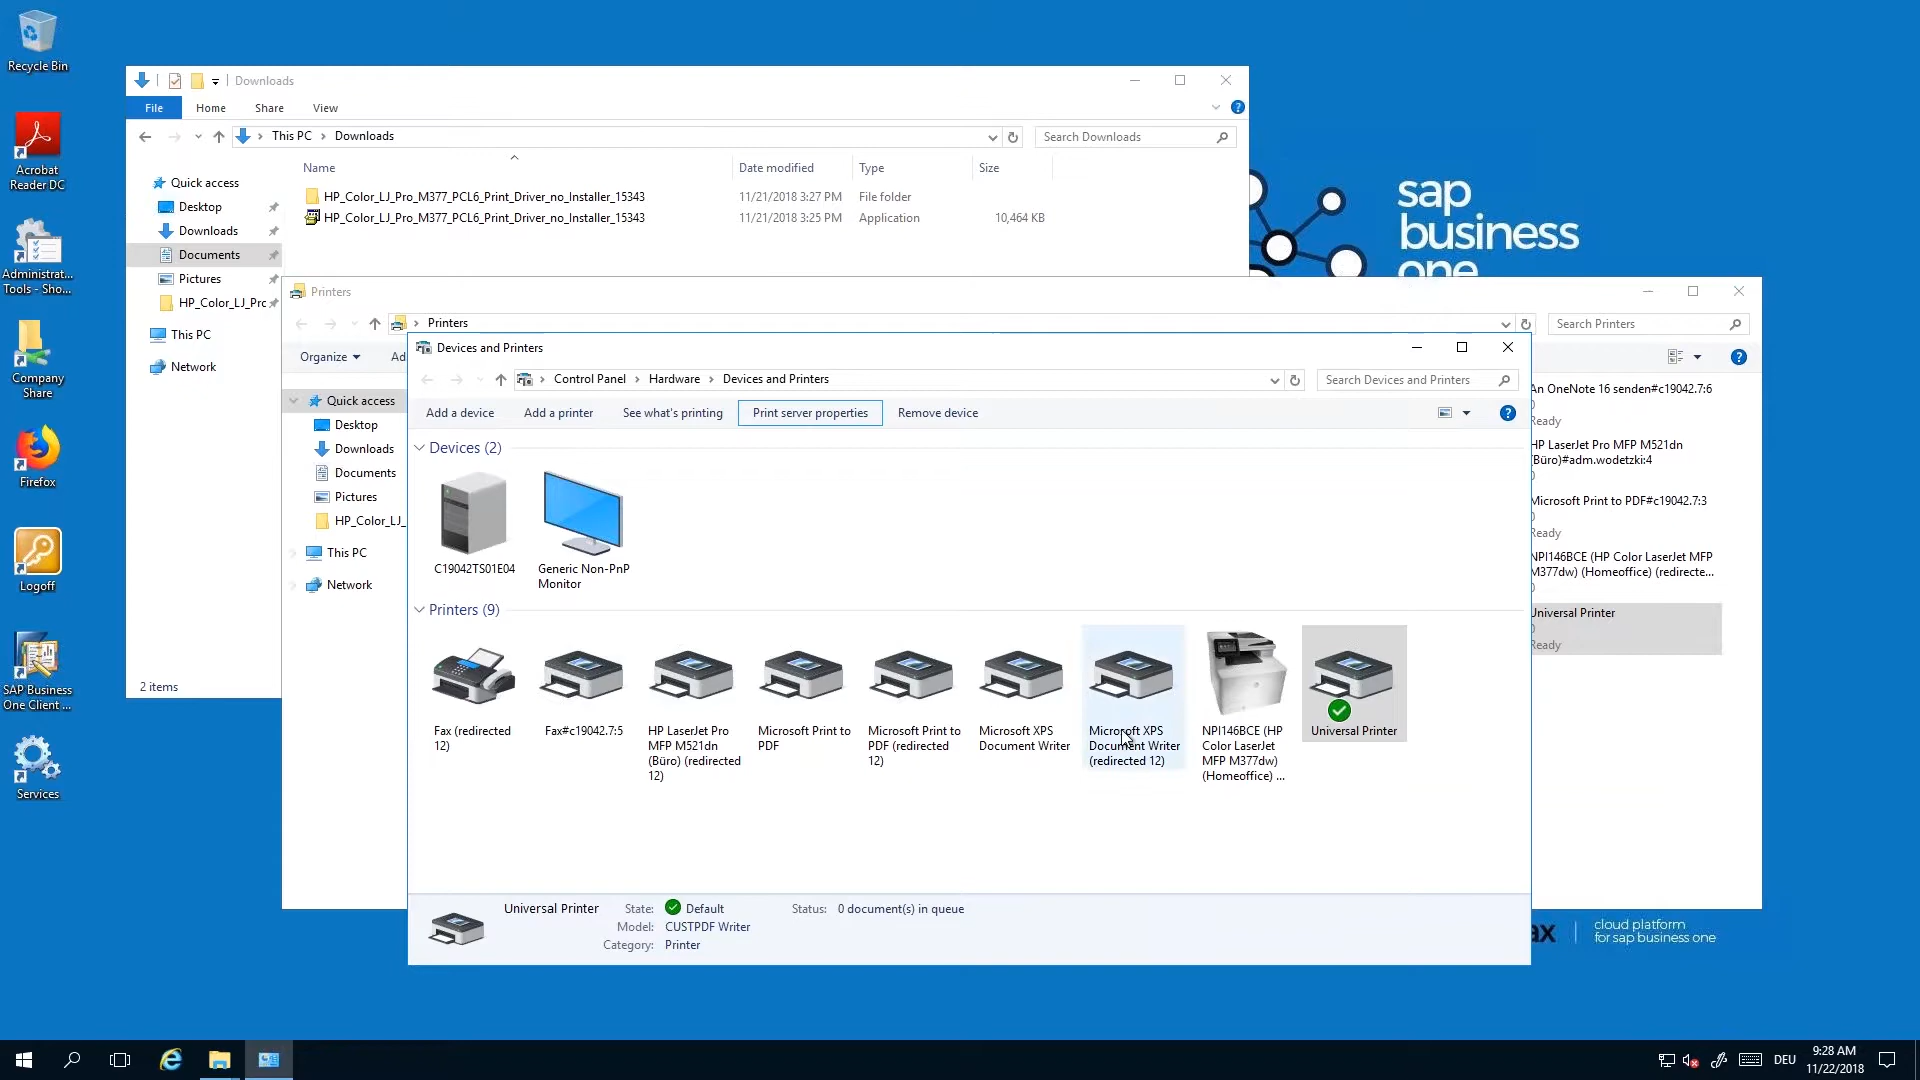 Recycle Bin
Acrobat
Reader DC
Administrat...
Tools - Sho...
Company
Share
Firefox
Logoff
SAP Business
One Client ...
Services
Downloads
File
Home
Share
View
This PC
Downloads
Search Downloads
Name
Date modified
Type
Size
HP_Color_LJ_Pro_M377_PCL6_Print_Driver_no_Installer_15343
11/21/2018 3:27 PM
File folder
HP_Color_LJ_Pro_M377_PCL6_Print_Driver_no_Installer_15343
11/21/2018 3:25 PM
Application
10,464 KB
Quick access
Desktop
Downloads
Documents
Pictures
HP_Color_LJ_Prc
This PC
Network
2 items
sap
business
one
Printers
Printers
Search Printers
Organize
Ad
Quick access
Desktop
Downloads
Documents
Pictures
HP_Color_LJ_
This PC
Network
An OneNote 16 senden#c19042.7:6
Ready
HP LaserJet Pro MFP M521dn
(Büro)#adm.wodetzki:4
Microsoft Print to PDF#c19042.7:3
Ready
NPI146BCE (HP Color LaserJet MFP
M377dw) (Homeoffice) (redirecte...
Universal Printer
Ready
Devices and Printers
Control Panel
Hardware
Devices and Printers
Search Devices and Printers
Add a device
Add a printer
See what's printing
Print server properties
Remove device
Devices (2)
C19042TS01E04
Generic Non-PnP
Monitor
Printers (9)
Fax (redirected
12)
Fax#c19042.7:5
HP LaserJet Pro
MFP M521dn
(Büro) (redirected
12)
Microsoft Print to
PDF
Microsoft Print to
PDF (redirected
12)
Microsoft XPS
Document Writer
Microsoft XPS
Document Writer
(redirected 12)
NPI146BCE (HP
Color LaserJet
MFP M377dw)
(Homeoffice) ...
Universal Printer
Universal Printer
State:
Default
Status:
0 document(s) in queue
Model:
CUSTPDF Writer
Category:
Printer
ax
cloud platform
for sap business one
DEU
9:28 AM
11/22/2018